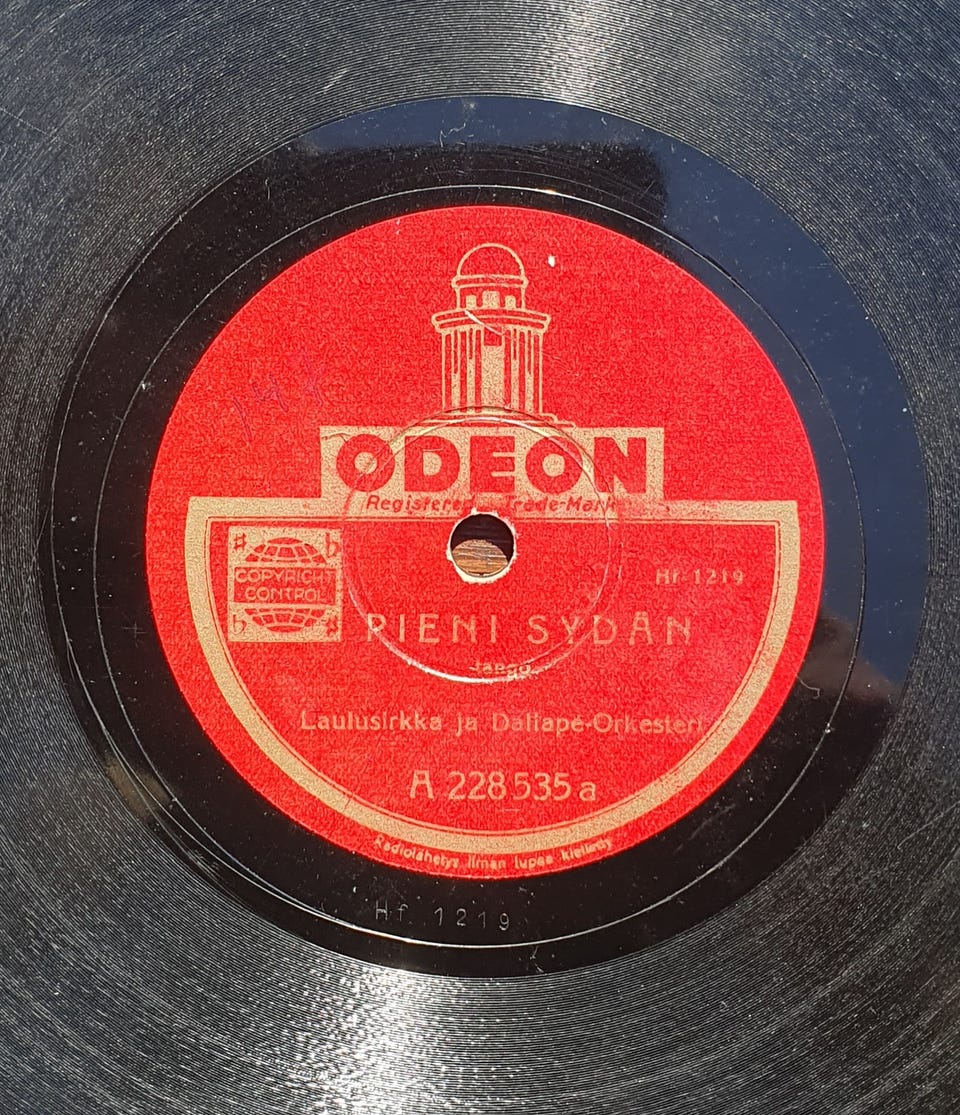 ODEON
Registered Trade-Mark
COPYRIGHT
CONTROL
Hf-1219
PIENI SYDÄN
tango
Laulusirkka ja Dallapé-Orkesteri
A 228535 a
Radiolähetys ilman lupaa kielletty
Hf 1219